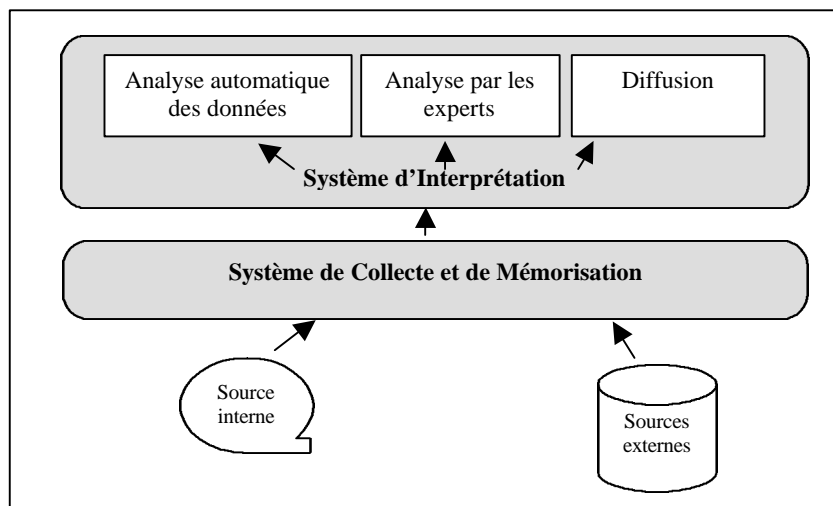 Analyse automatique
des données
Analyse par les
experts
Diffusion
Système d'Interprétation
Système de Collecte et de Mémorisation
Source
interne
Sources
externes